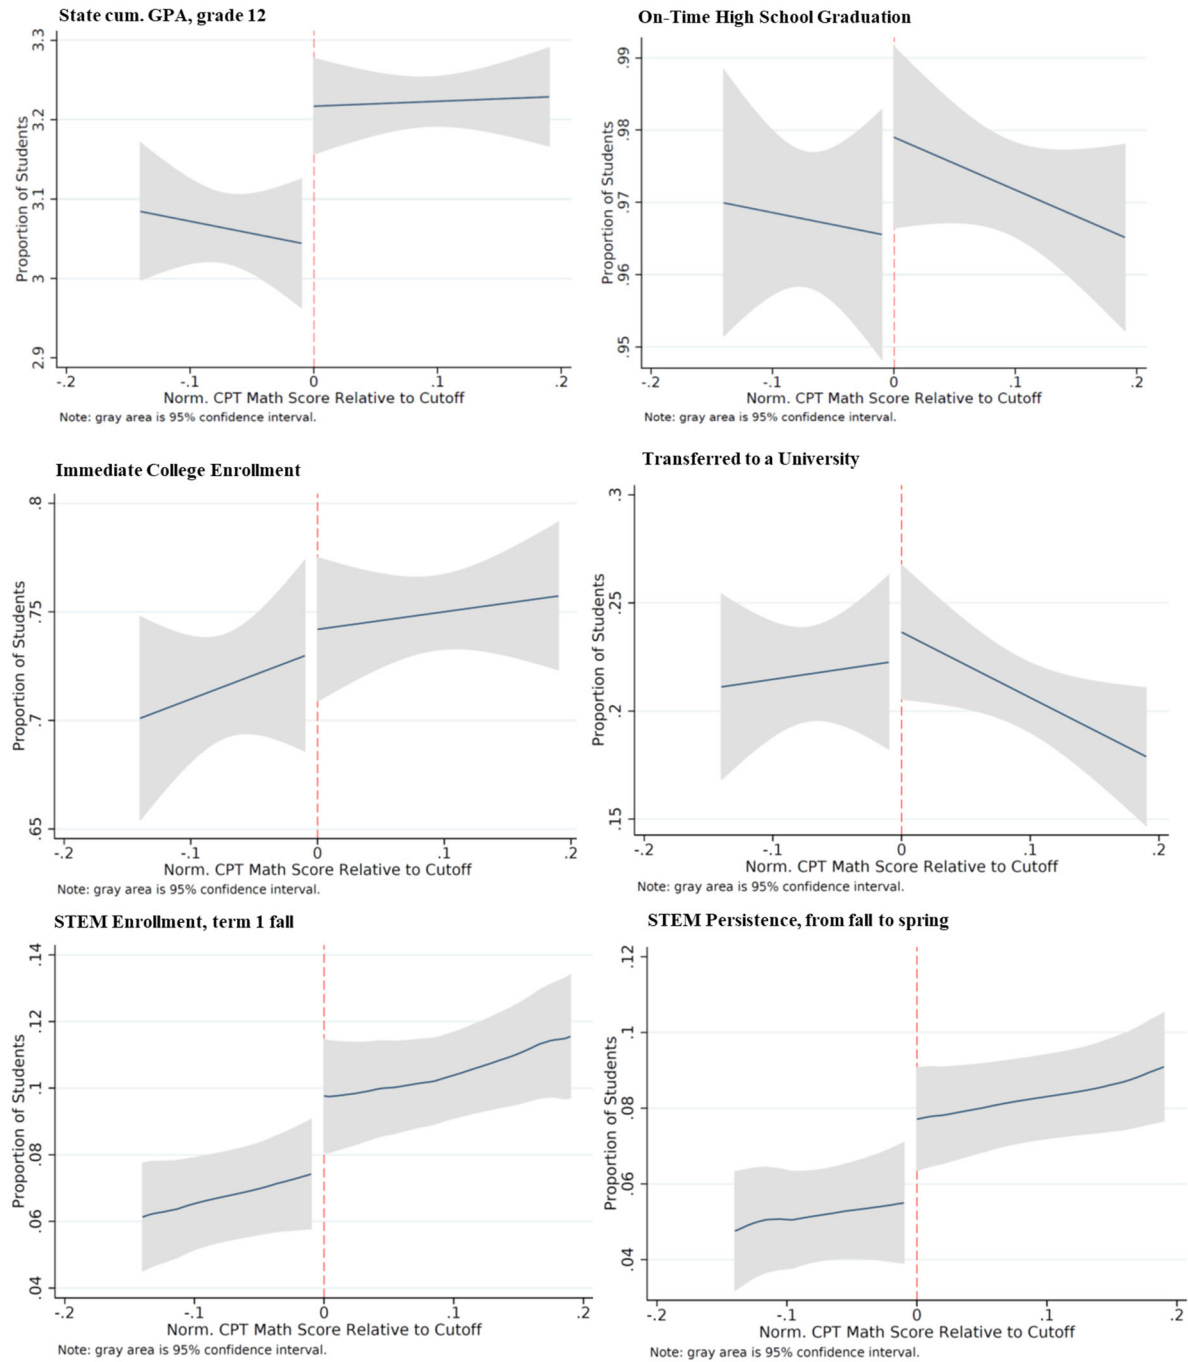 State cum. GPA, grade 12
Proportion of Students
3.3
3.2
3.1
3
2.9
-.2 -.1 0 .1 .2
Norm. CPT Math Score Relative to Cutoff
Note: gray area is 95% confidence interval.
On-Time High School Graduation
Proportion of Students
.99
.98
.97
.96
.95
-.2 -.1 0 .1 .2
Norm. CPT Math Score Relative to Cutoff
Note: gray area is 95% confidence interval.
Immediate College Enrollment
Proportion of Students
.8
.75
.7
.65
-.2 -.1 0 .1 .2
Norm. CPT Math Score Relative to Cutoff
Note: gray area is 95% confidence interval.
Transferred to a University
Proportion of Students
.3
.25
.2
.15
-.2 -.1 0 .1 .2
Norm. CPT Math Score Relative to Cutoff
Note: gray area is 95% confidence interval.
STEM Enrollment, term 1 fall
Proportion of Students
.14
.12
.1
.08
.06
.04
-.2 -.1 0 .1 .2
Norm. CPT Math Score Relative to Cutoff
Note: gray area is 95% confidence interval.
STEM Persistence, from fall to spring
Proportion of Students
.12
.1
.08
.06
.04
-.2 -.1 0 .1 .2
Norm. CPT Math Score Relative to Cutoff
Note: gray area is 95% confidence interval.